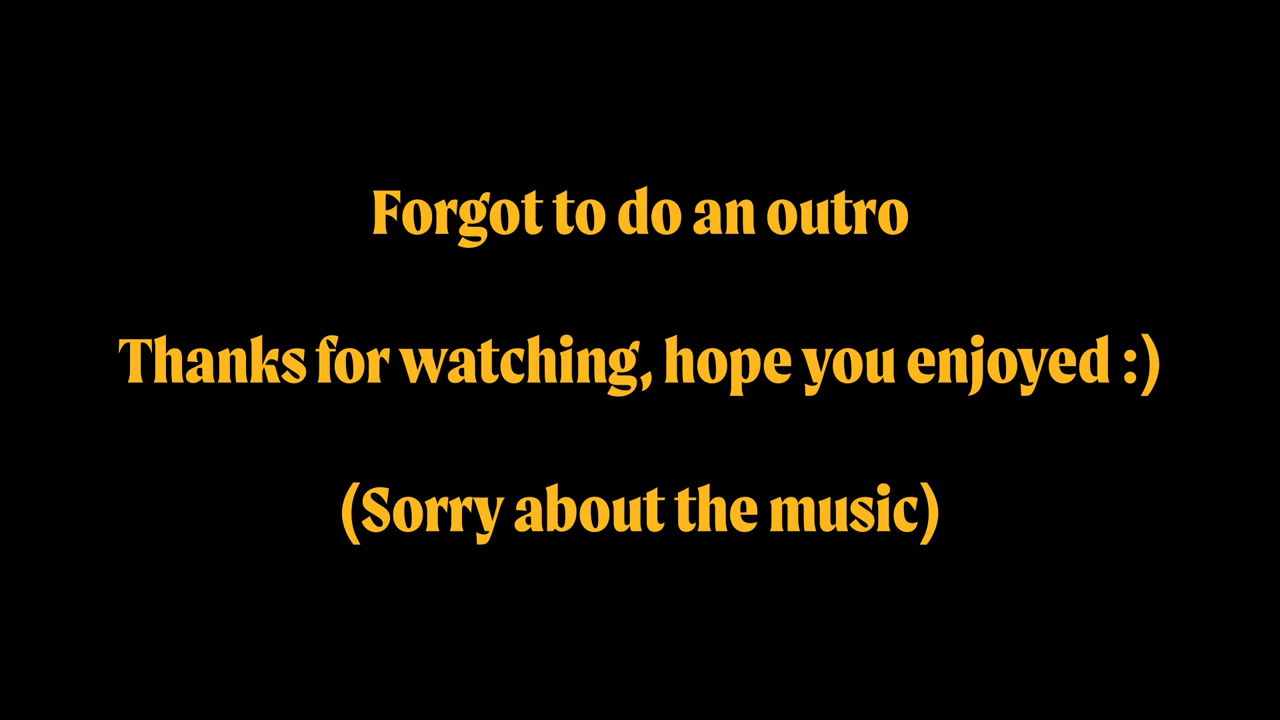 Forgot to do an outro
Thanks for watching, hope you enjoyed :)
(Sorry about the music)